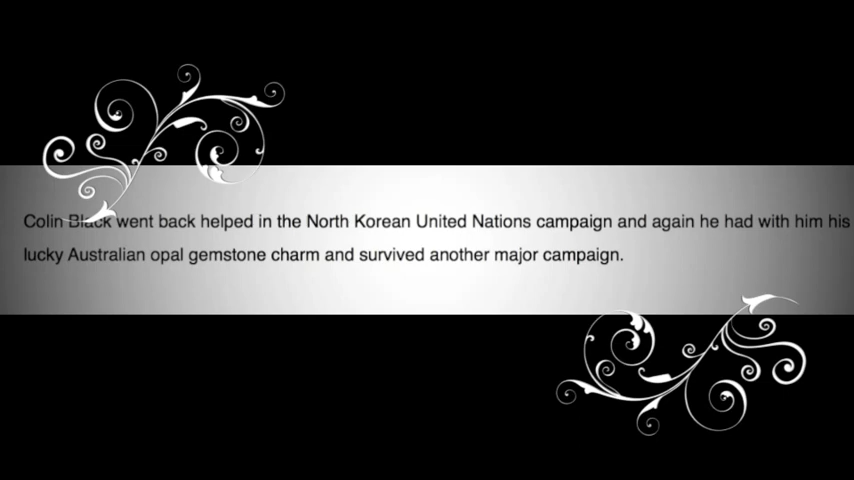 Colin Black went back helped in the North Korean United Nations campaign and again he had with him his
lucky Australian opal gemstone charm and survived another major campaign.